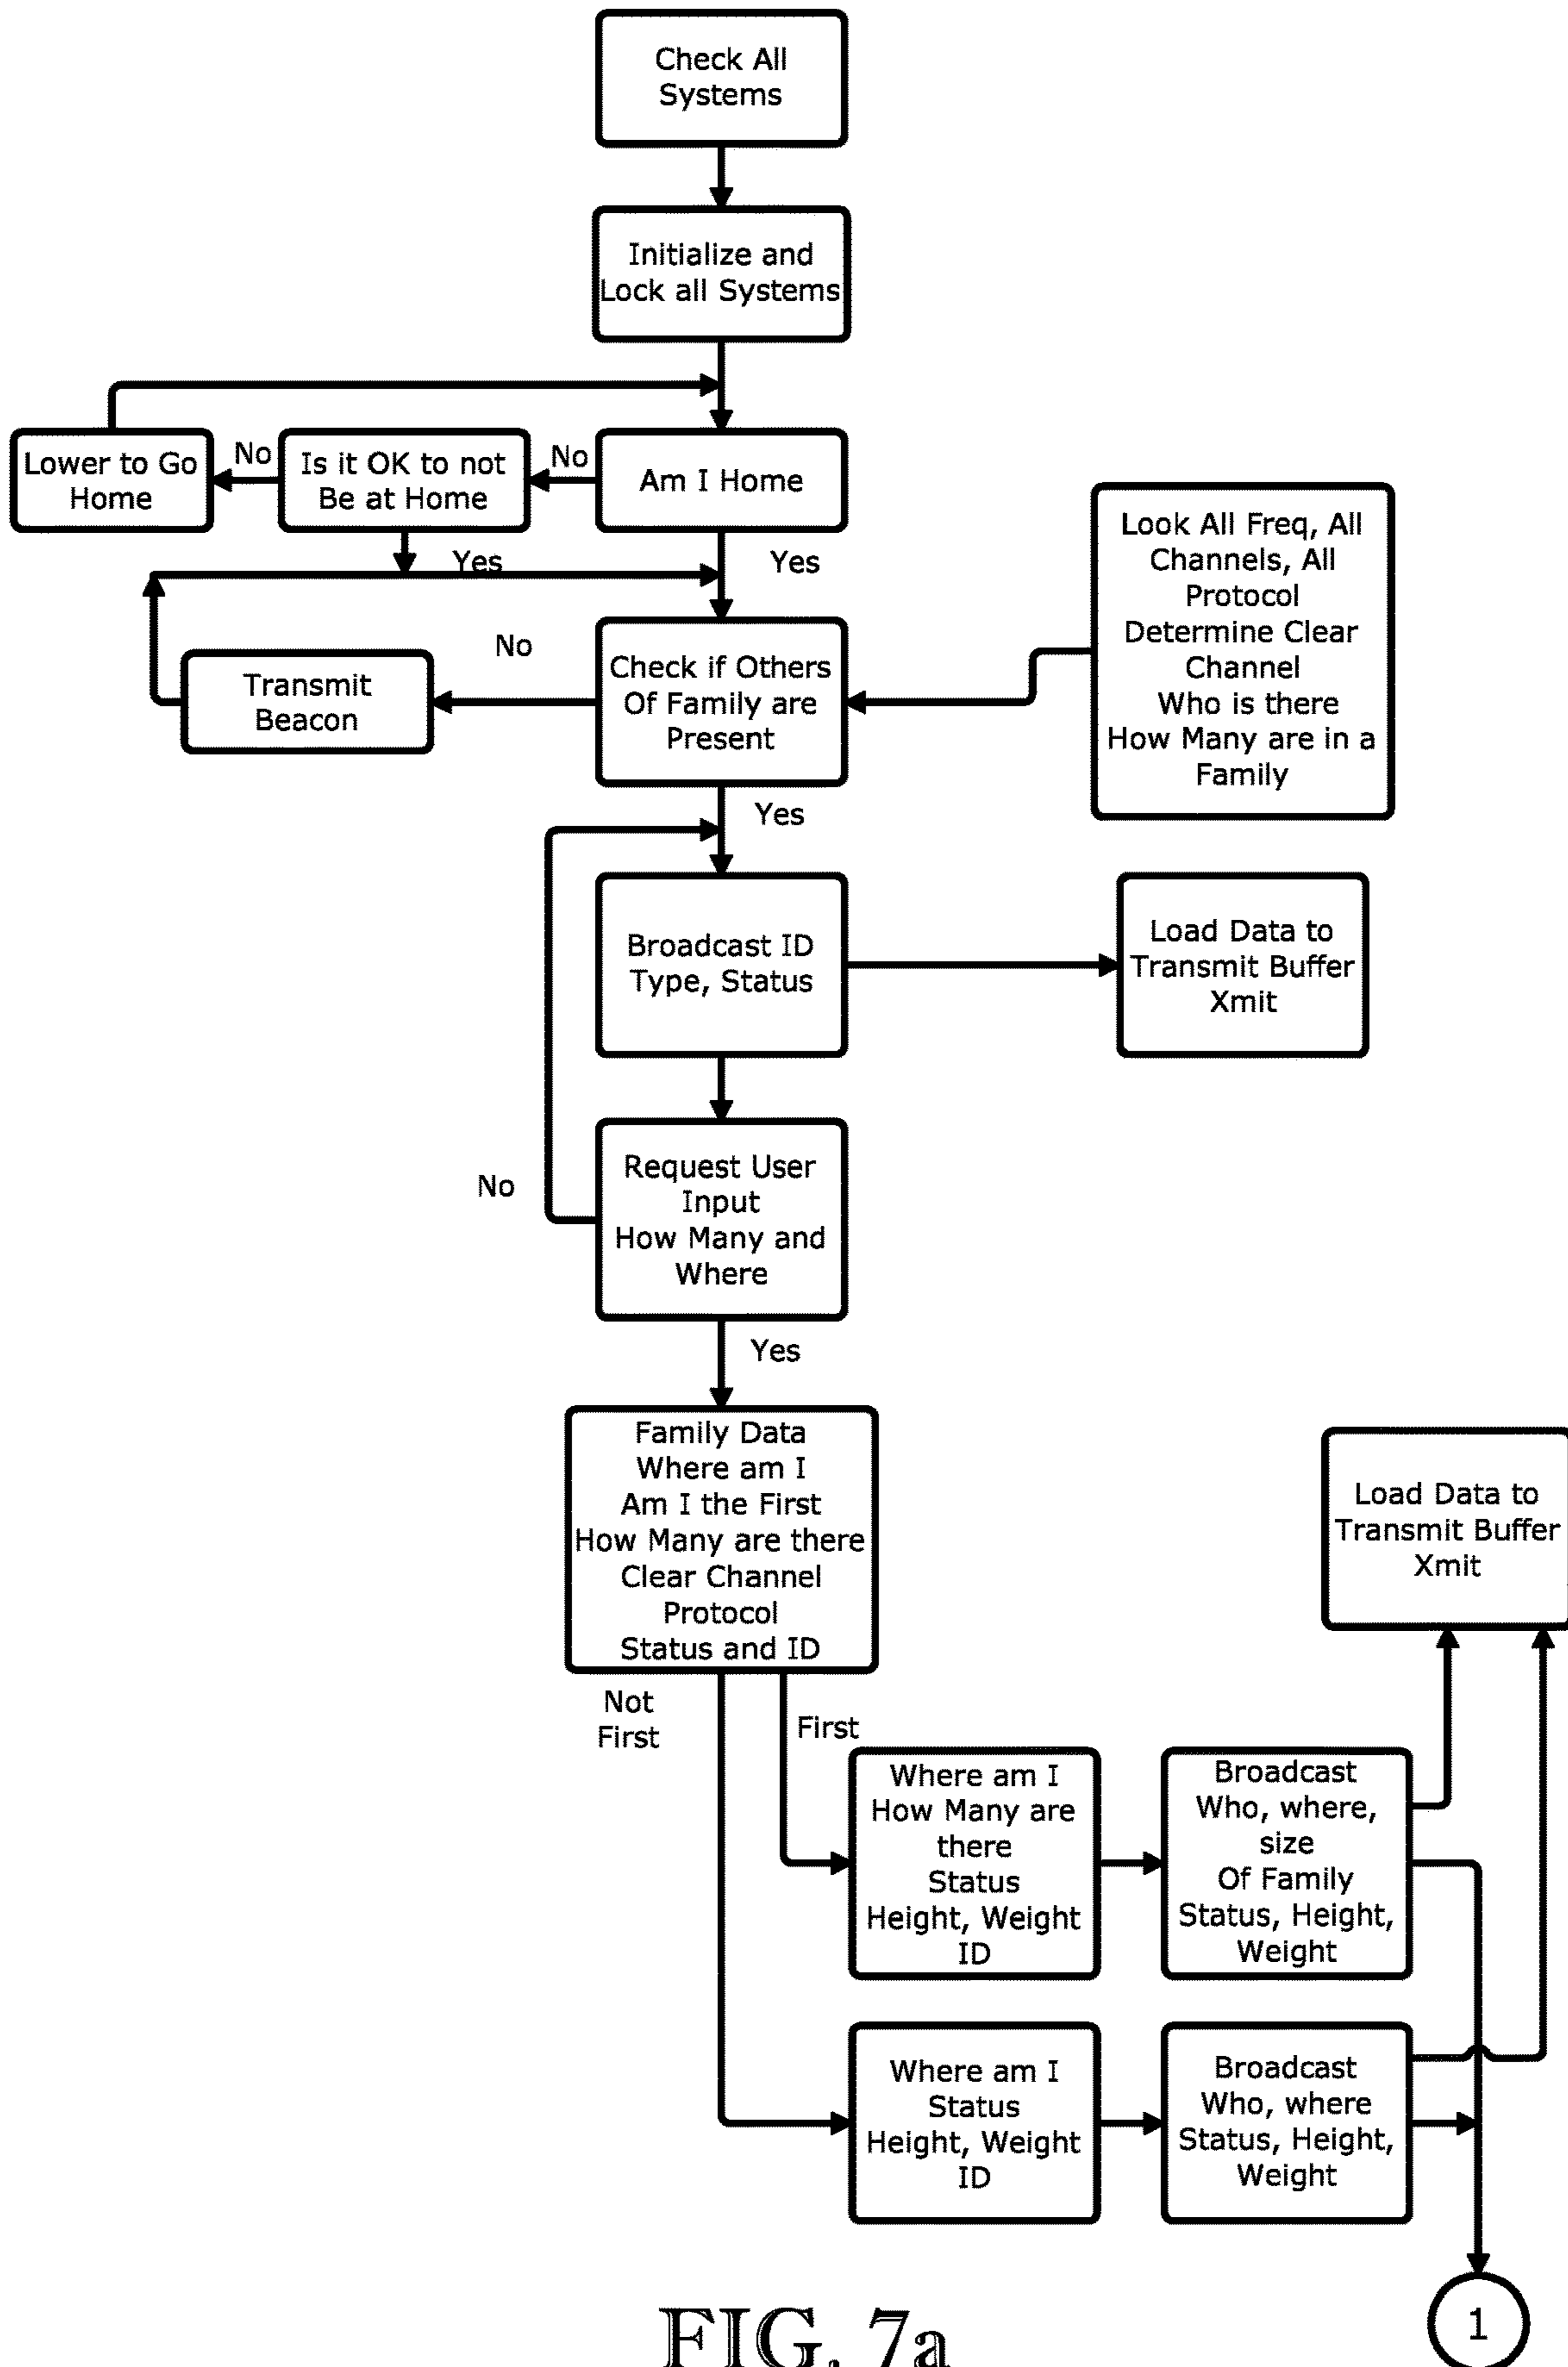 Check All
Systems
Initialize and
Lock all Systems
Lower to Go
Home
No
Is it OK to not
Be at Home
No
Am I Home
Yes
Yes
Look All Freq, All
Channels, All
Protocol
Determine Clear
Channel
Who is there
How Many are in a
Family
No
Transmit
Beacon
Check if Others
Of Family are
Present
Yes
Broadcast ID
Type, Status
Load Data to
Transmit Buffer
Xmit
No
Request User
Input
How Many and
Where
Yes
Family Data
Where am I
Am I the First
How Many are there
Clear Channel
Protocol
Status and ID
Load Data to
Transmit Buffer
Xmit
Not
First
First
Where am I
How Many are
there
Status
Height, Weight
ID
Broadcast
Who, where,
size
Of Family
Status, Height,
Weight
Where am I
Status
Height, Weight
ID
Broadcast
Who, where
Status, Height,
Weight
1
FIG. 7a